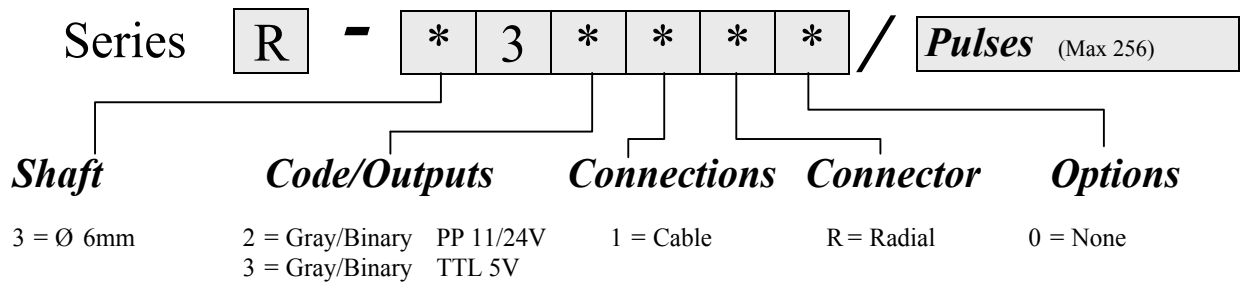 Series R - * 3 * * * * / Pulses (Max 256)
Shaft Code/Outputs Connections Connector Options
3 = Ø 6mm 2 = Gray/Binary PP 11/24V 1 = Cable R = Radial 0 = None
3 = Gray/Binary TTL 5V